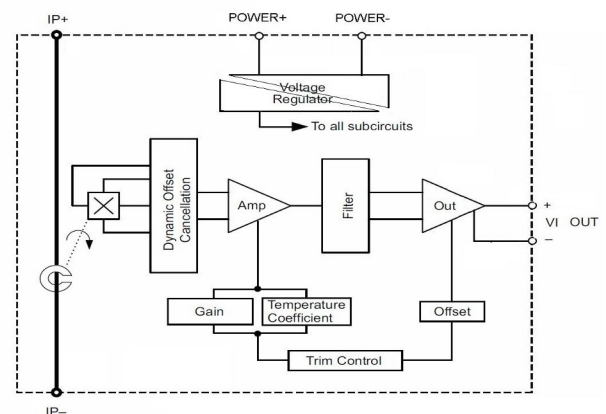 IP+
POWER+ POWER-
Voltage
Regulator
To all subcircuits
Dynamic Offset
Cancellation
Amp
Filter
Out
+
VI OUT
–
Gain
Temperature
Coefficient
Offset
Trim Control
IP–